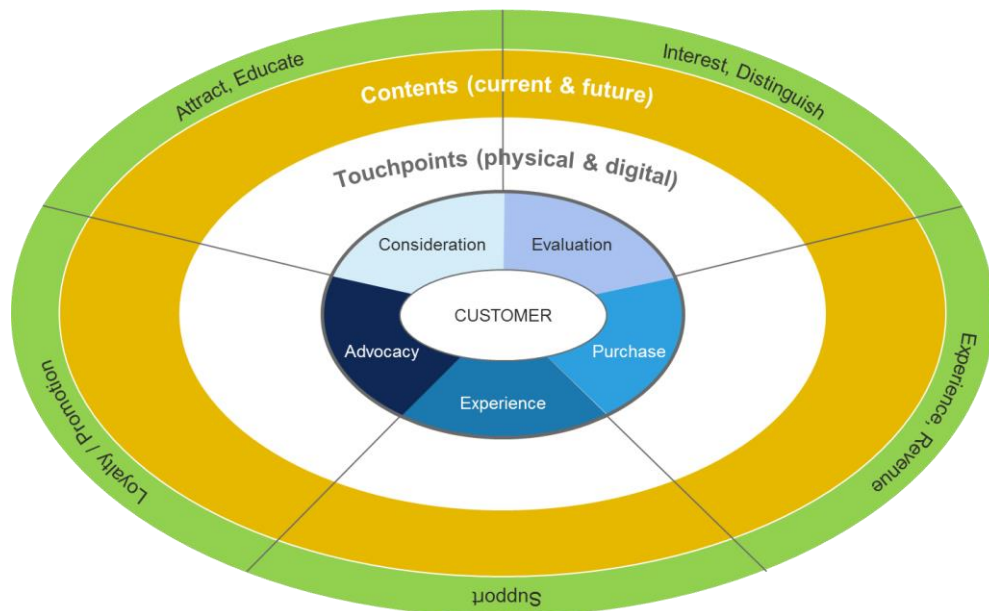 Attract, Educate
Interest, Distinguish
Contents (current & future)
Touchpoints (physical & digital)
Consideration
Evaluation
CUSTOMER
Advocacy
Purchase
Experience
Loyalty / Promotion
Experience, Revenue
Support